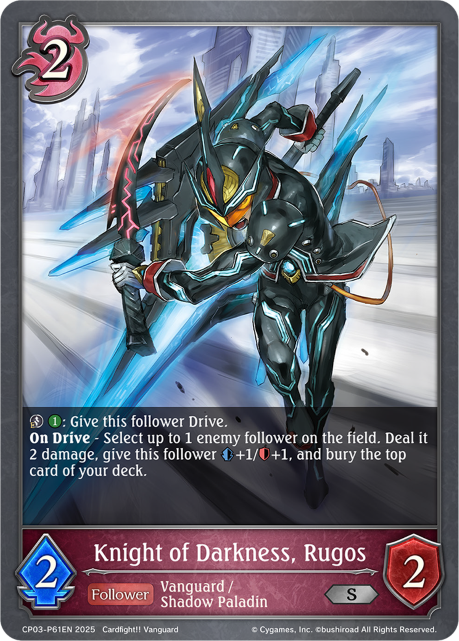 2
1 : Give this follower Drive.
On Drive - Select up to 1 enemy follower on the field. Deal it
2 damage, give this follower +1/ +1, and bury the top
card of your deck.
Knight of Darkness, Rugos
2
Follower
Vanguard /
Shadow Paladin
S
2
CP03-P61EN 2025 Cardfight!! Vanguard
© Cygames, Inc. ©bushiroad All Rights Reserved.